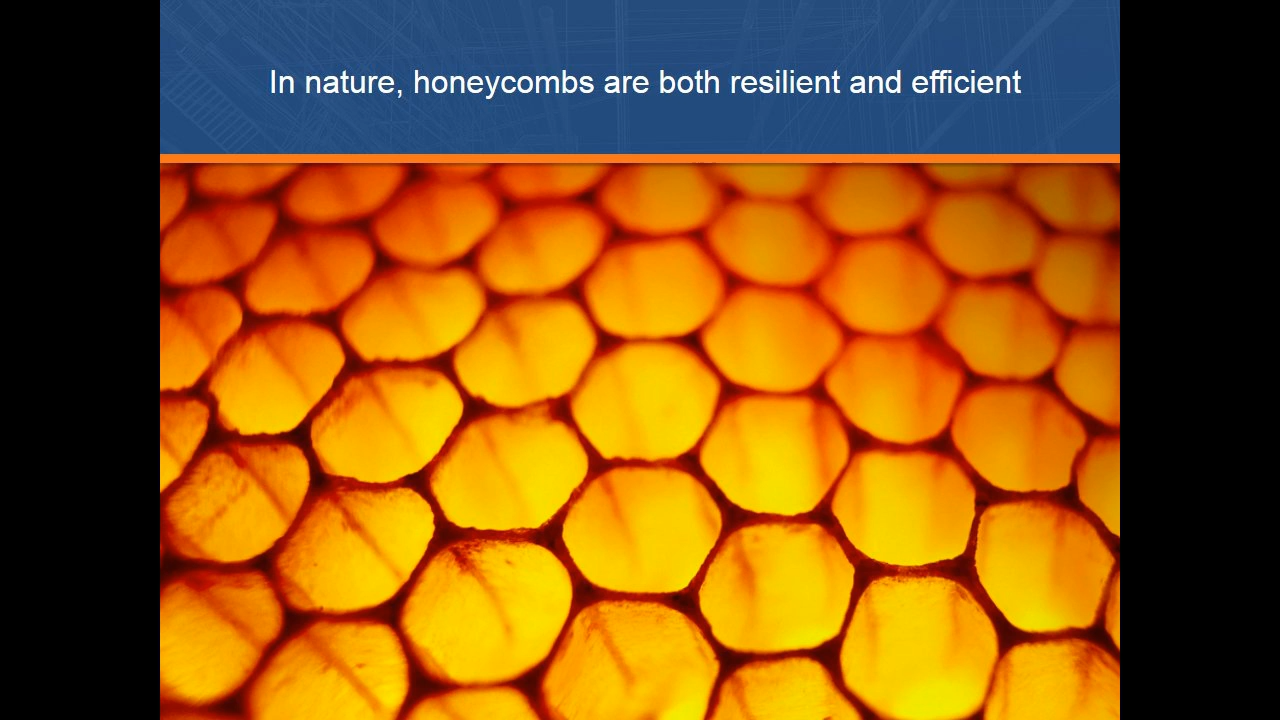 In nature, honeycombs are both resilient and efficient